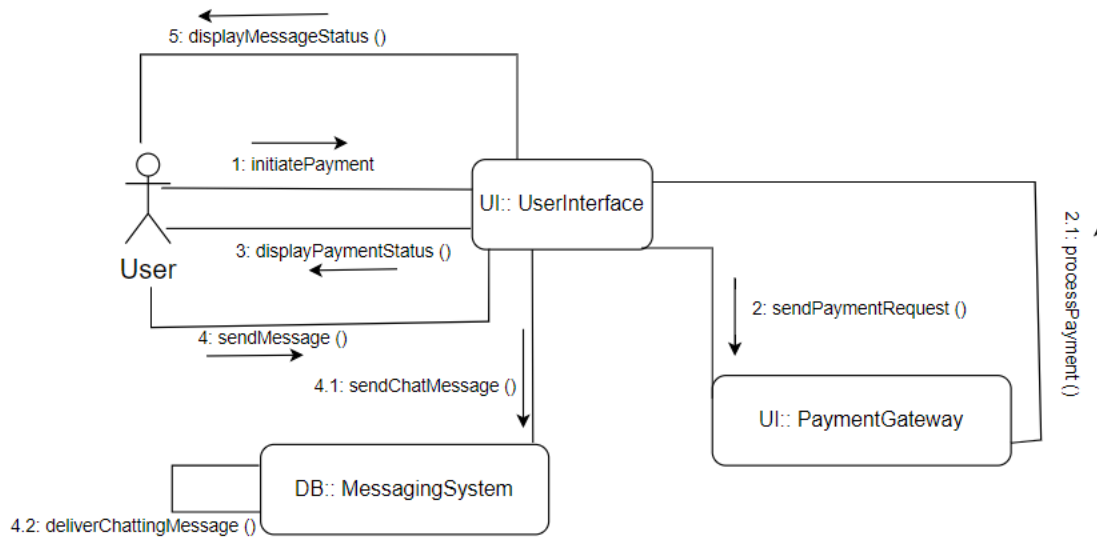 5: displayMessageStatus ()
1: initiatePayment
UI:: UserInterface
3: displayPaymentStatus ()
User
2.1: processPayment ()
2: sendPaymentRequest ()
4: sendMessage ()
4.1: sendChatMessage ()
UI:: PaymentGateway
DB:: MessagingSystem
4.2: deliverChattingMessage ()